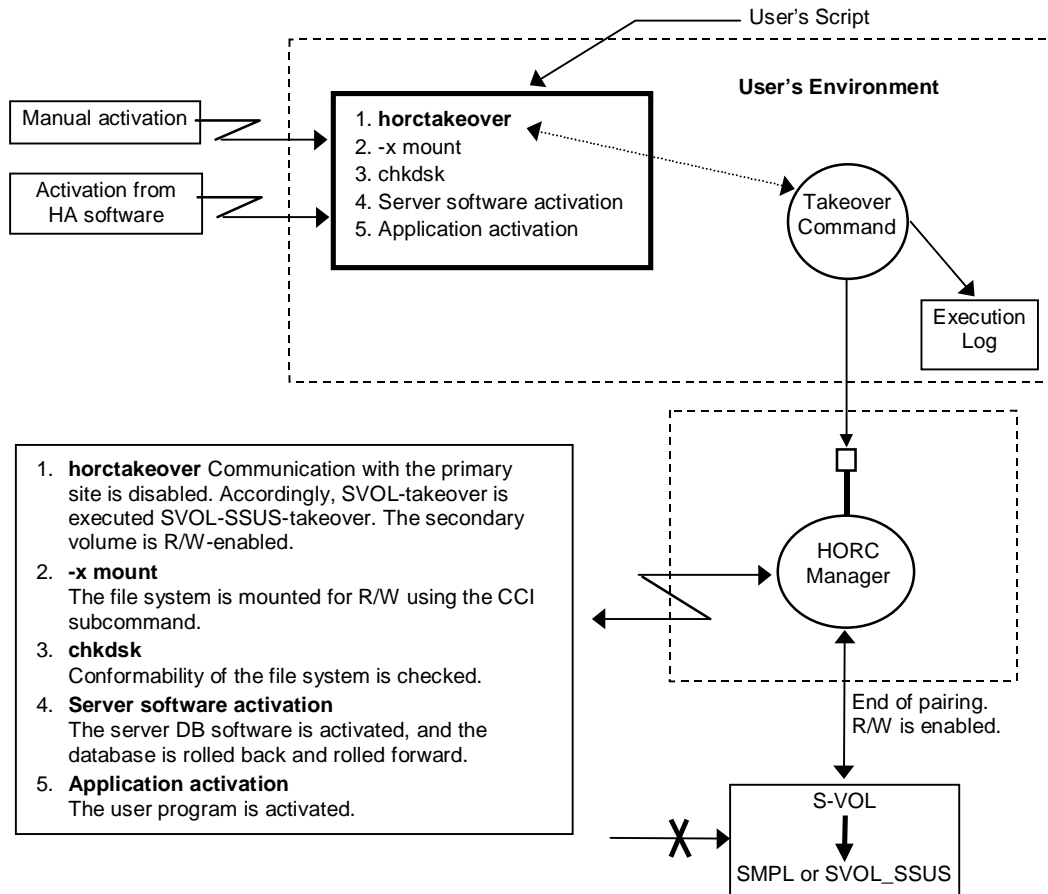 User's Script
User's Environment
Manual activation
Activation from
HA software
1. horctakeover
2. -x mount
3. chkdsk
4. Server software activation
5. Application activation
Takeover
Command
Execution
Log
1. horctakeover Communication with the primary
site is disabled. Accordingly, SVOL-takeover is
executed SVOL-SSUS-takeover. The secondary
volume is R/W-enabled.
2. -x mount
The file system is mounted for R/W using the CCI
subcommand.
3. chkdsk
Conformability of the file system is checked.
4. Server software activation
The server DB software is activated, and the
database is rolled back and rolled forward.
5. Application activation
The user program is activated.
HORC
Manager
End of pairing.
R/W is enabled.
S-VOL
SMPL or SVOL_SSUS